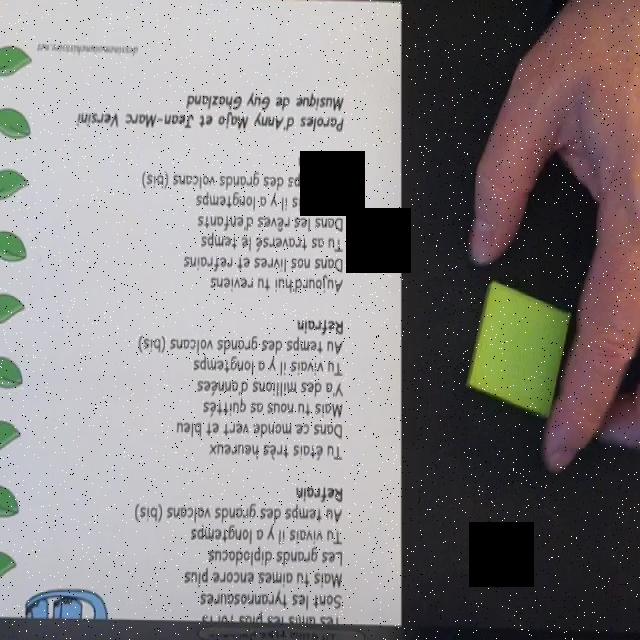 Tes amis les plus forts
Sont les tyrannosaures
Mais tu aimes encore plus
Les grands diplodocus
Tu vivais il y a longtemps
Au temps des grands volcans (bis)
Refrain
Tu étais très heureux
Dans ce monde vert et bleu
Mais tu nous as quittés
Y a des millions d'années
Tu vivais il y a longtemps
Au temps des grands volcans (bis)
Refrain
Aujourd'hui tu reviens
Dans nos livres et refrains
Tu as traversé le temps
Dans les rêves d'enfants
il y a longtemps
des grands volcans (bis)
Paroles d'Anny Majo et Jean-Marc Versini
Musique de Guy Ghazland